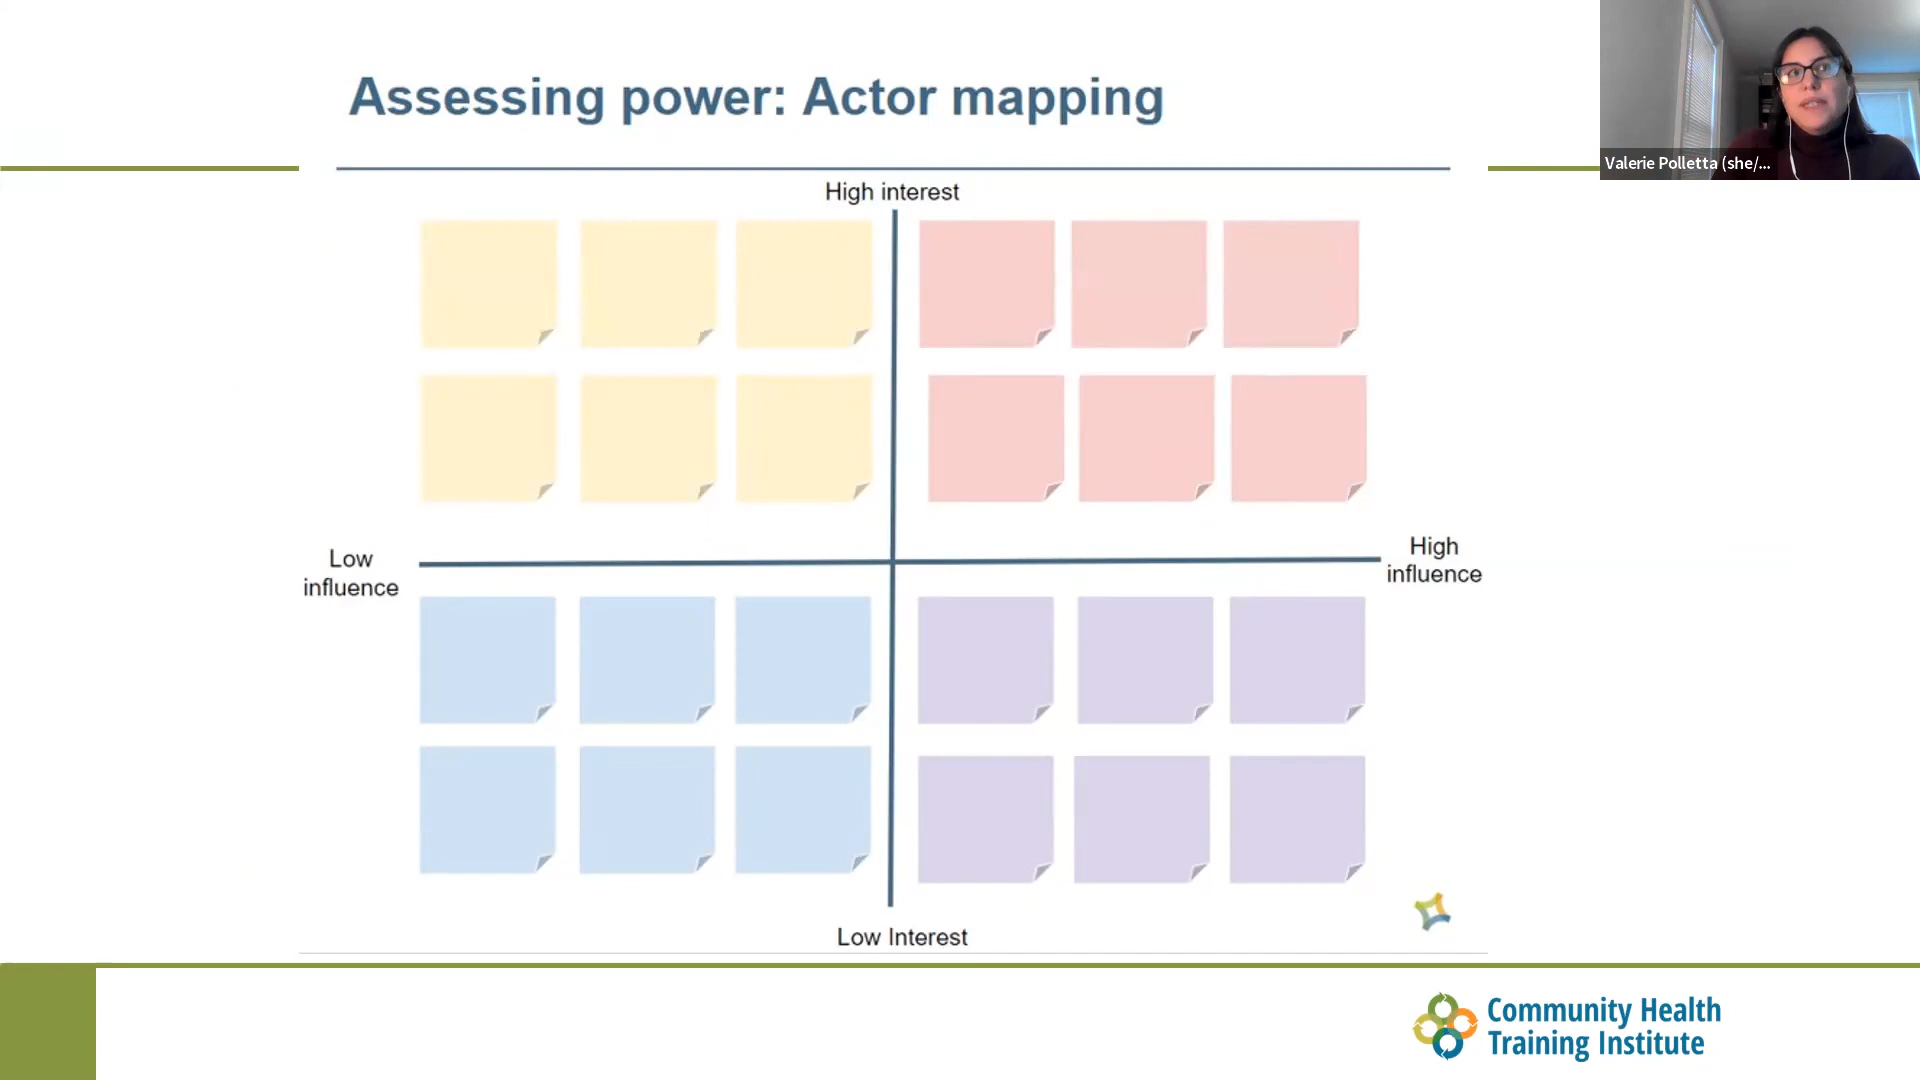 Assessing power: Actor mapping
Valerie Polletta (she/...
High interest
Low
influence
High
influence
Low Interest
Community Health
Training Institute